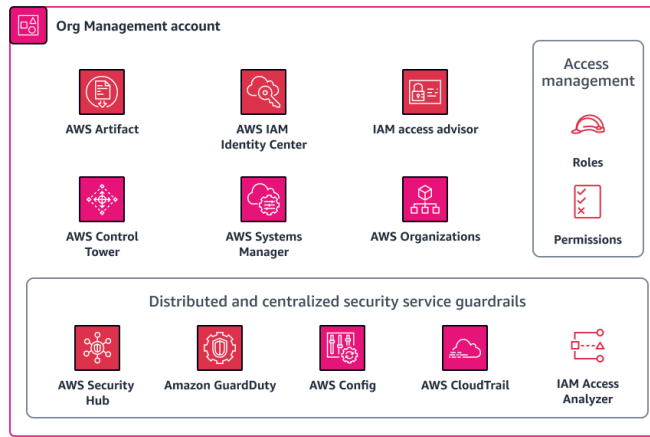 Org Management account
Access
management
AWS Artifact
AWS IAM
Identity Center
IAM access advisor
Roles
AWS Control
Tower
AWS Systems
Manager
AWS Organizations
Permissions
Distributed and centralized security service guardrails
AWS Security
Hub
Amazon GuardDuty
AWS Config
AWS CloudTrail
IAM Access
Analyzer